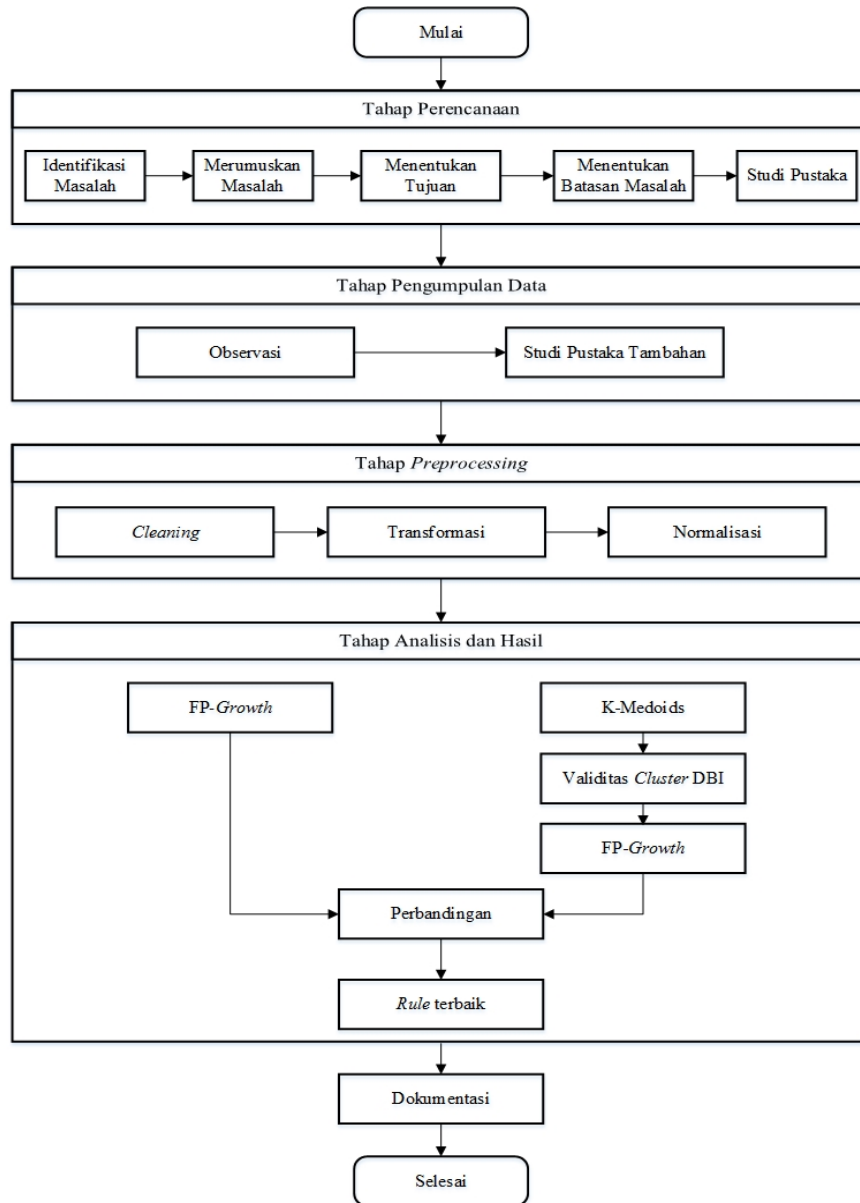 Mulai
Tahap Perencanaan
Identifikasi
Masalah
Merumuskan
Masalah
Menentukan
Tujuan
Menentukan
Batasan Masalah
Studi Pustaka
Tahap Pengumpulan Data
Observasi
Studi Pustaka Tambahan
Tahap Preprocessing
Cleaning
Transformasi
Normalisasi
Tahap Analisis dan Hasil
FP-Growth
K-Medoids
Validitas Cluster DBI
FP-Growth
Perbandingan
Rule terbaik
Dokumentasi
Selesai